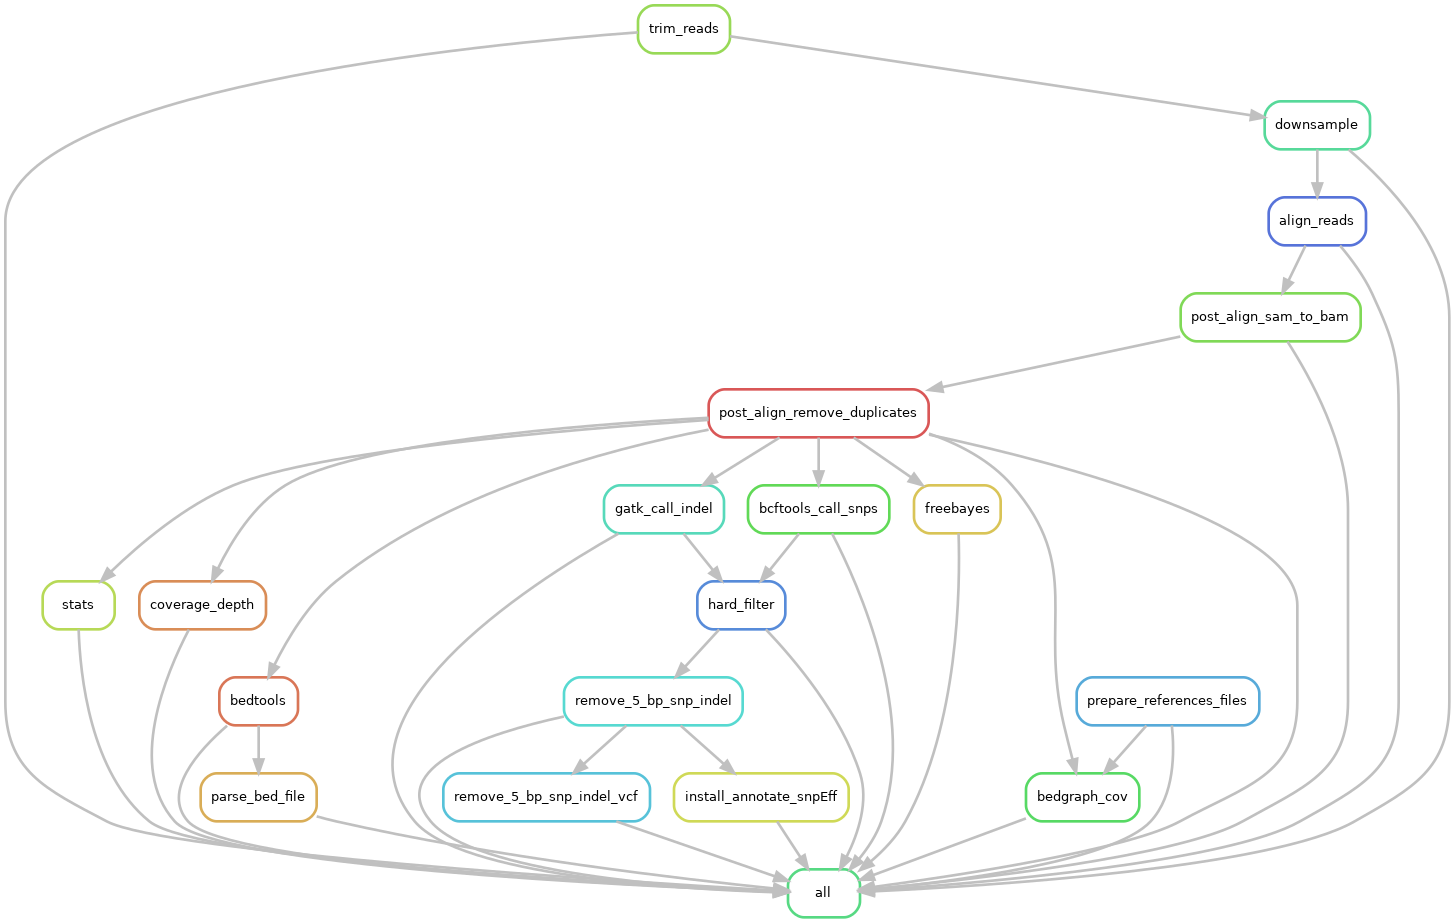 trim_reads
downsample
align_reads
post_align_sam_to_bam
post_align_remove_duplicates
gatk_call_indel
bcftools_call_snps
freebayes
stats
coverage_depth
hard_filter
bedtools
remove_5_bp_snp_indel
prepare_references_files
parse_bed_file
remove_5_bp_snp_indel_vcf
install_annotate_snpEff
bedgraph_cov
all